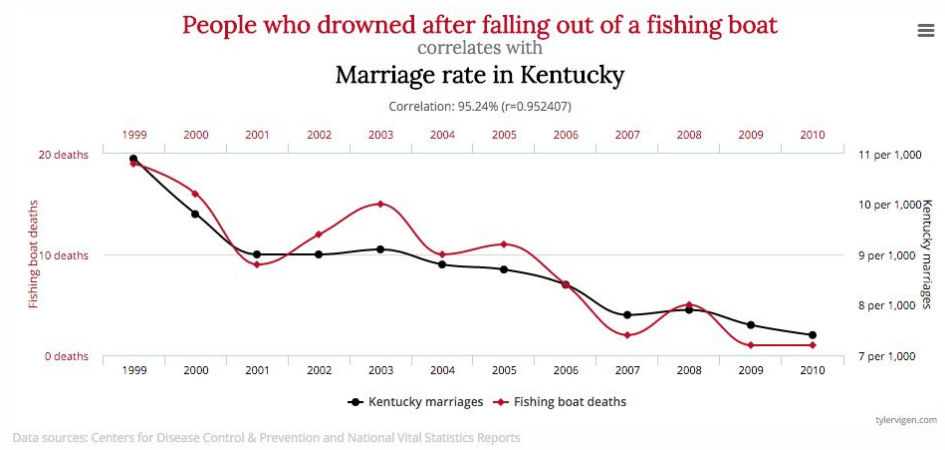 People who drowned after falling out of a fishing boat
correlates with
Marriage rate in Kentucky
Correlation: 95.24% (r=0.952407)
1999 2000 2001 2002 2003 2004 2005 2006 2007 2008 2009 2010
20 deaths
10 deaths
0 deaths
Fishing boat deaths
11 per 1,000
10 per 1,000
9 per 1,000
8 per 1,000
7 per 1,000
Kentucky marriages
1999 2000 2001 2002 2003 2004 2005 2006 2007 2008 2009 2010
Kentucky marriages Fishing boat deaths
tylervigen.com
Data sources: Centers for Disease Control & Prevention and National Vital Statistics Reports